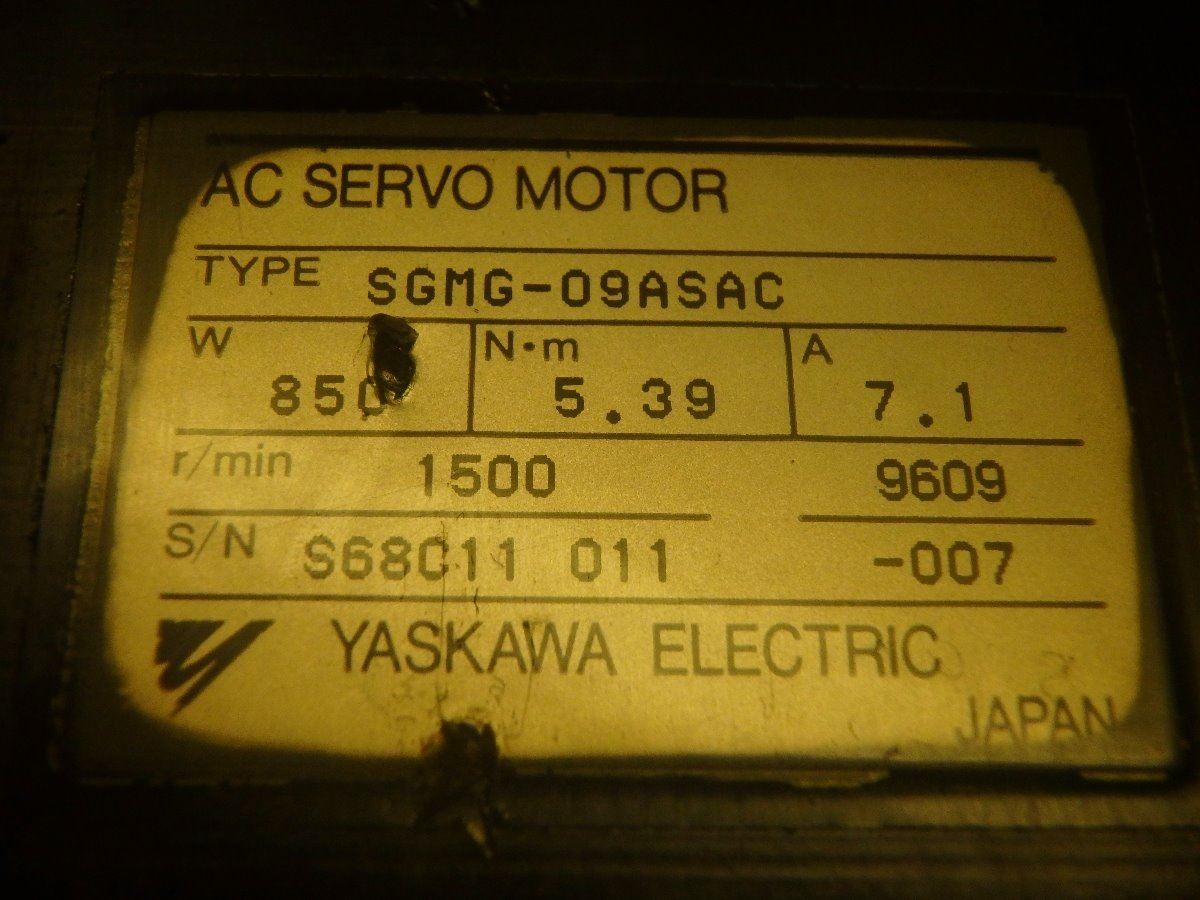 AC SERVO MOTOR
TYPE SGMG-09ASAC
W N·m A
850 5.39 7.1
r/min 1500 9609
S/N S68C11 011 -007
YASKAWA ELECTRIC
JAPAN